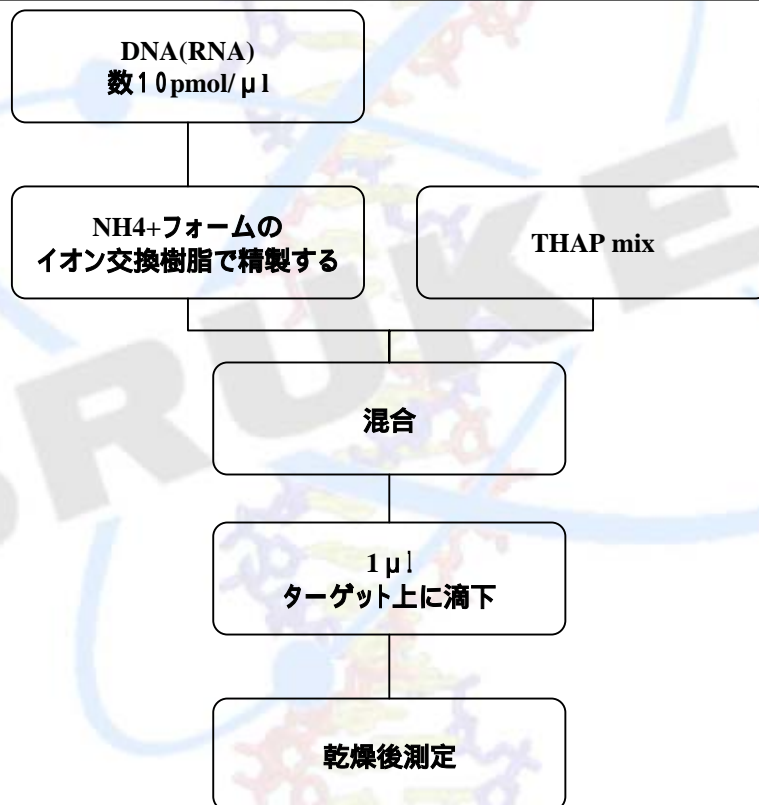 DNA(RNA)
数10pmol/μl
NH4+フォームの
イオン交換樹脂で精製する
THAP mix
混合
1μl
ターゲット上に滴下
乾燥後測定
BRUKE